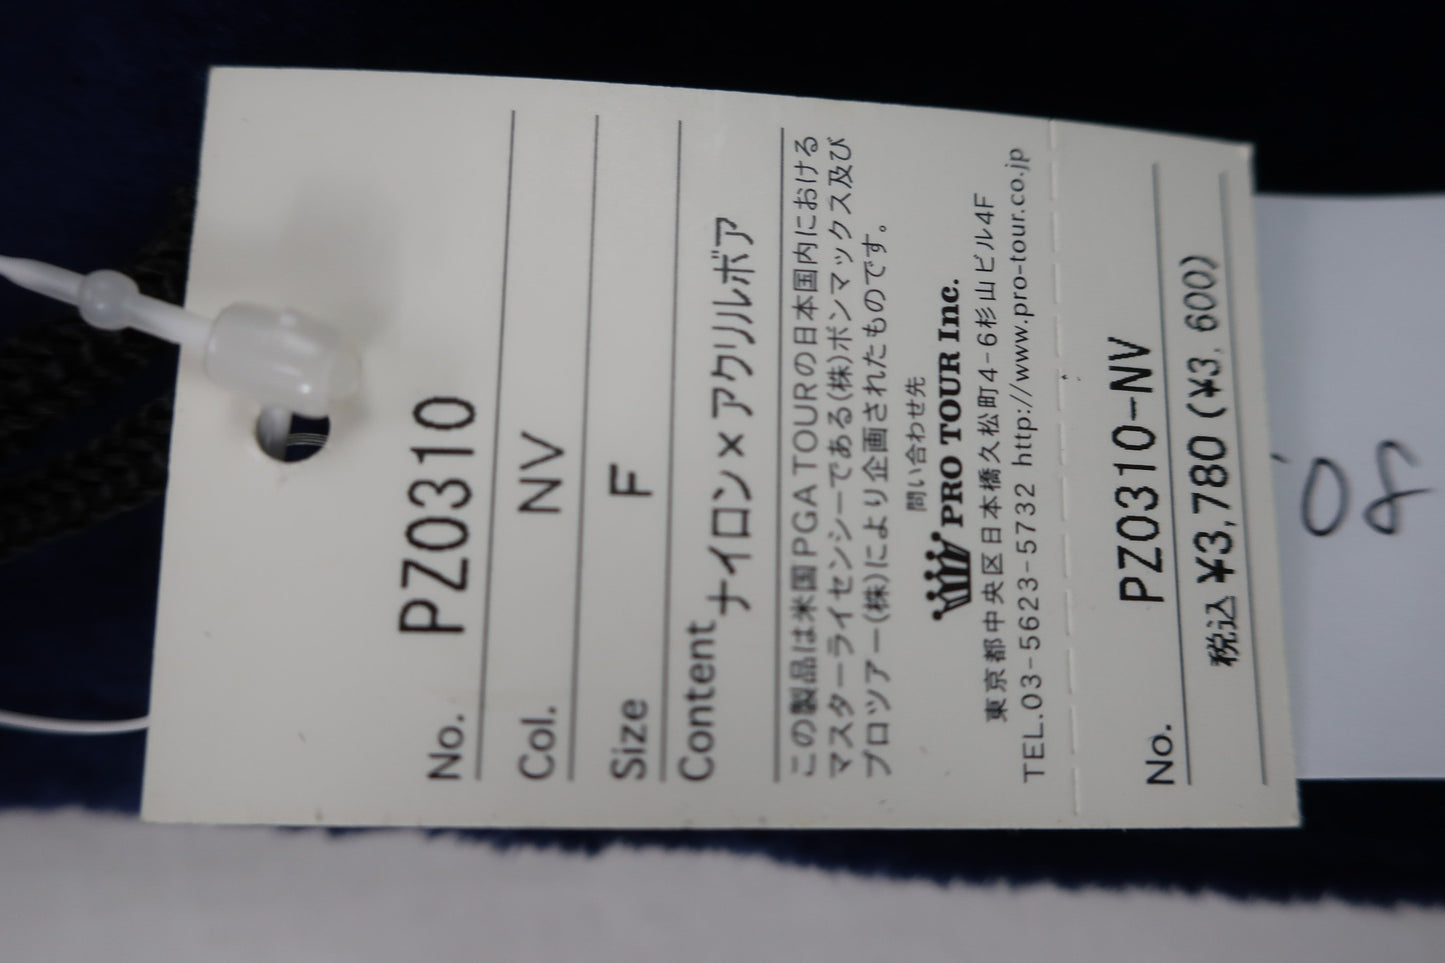 No. PZ0310
Col. NV
Size F
Content ナイロン×アクリルボア
この製品は米国PGA TOURの日本国内における
マスターライセンシーである(株)ボンマックス及び
プロツアー(株)により企画されたものです。
問い合わせ先
PRO TOUR Inc.
東京都中央区日本橋久松町4-6杉山ビル4F
TEL.03-5623-5732 http://www.pro-tour.co.jp
No. PZ0310-NV
税込 ¥3,780 (¥3,600)